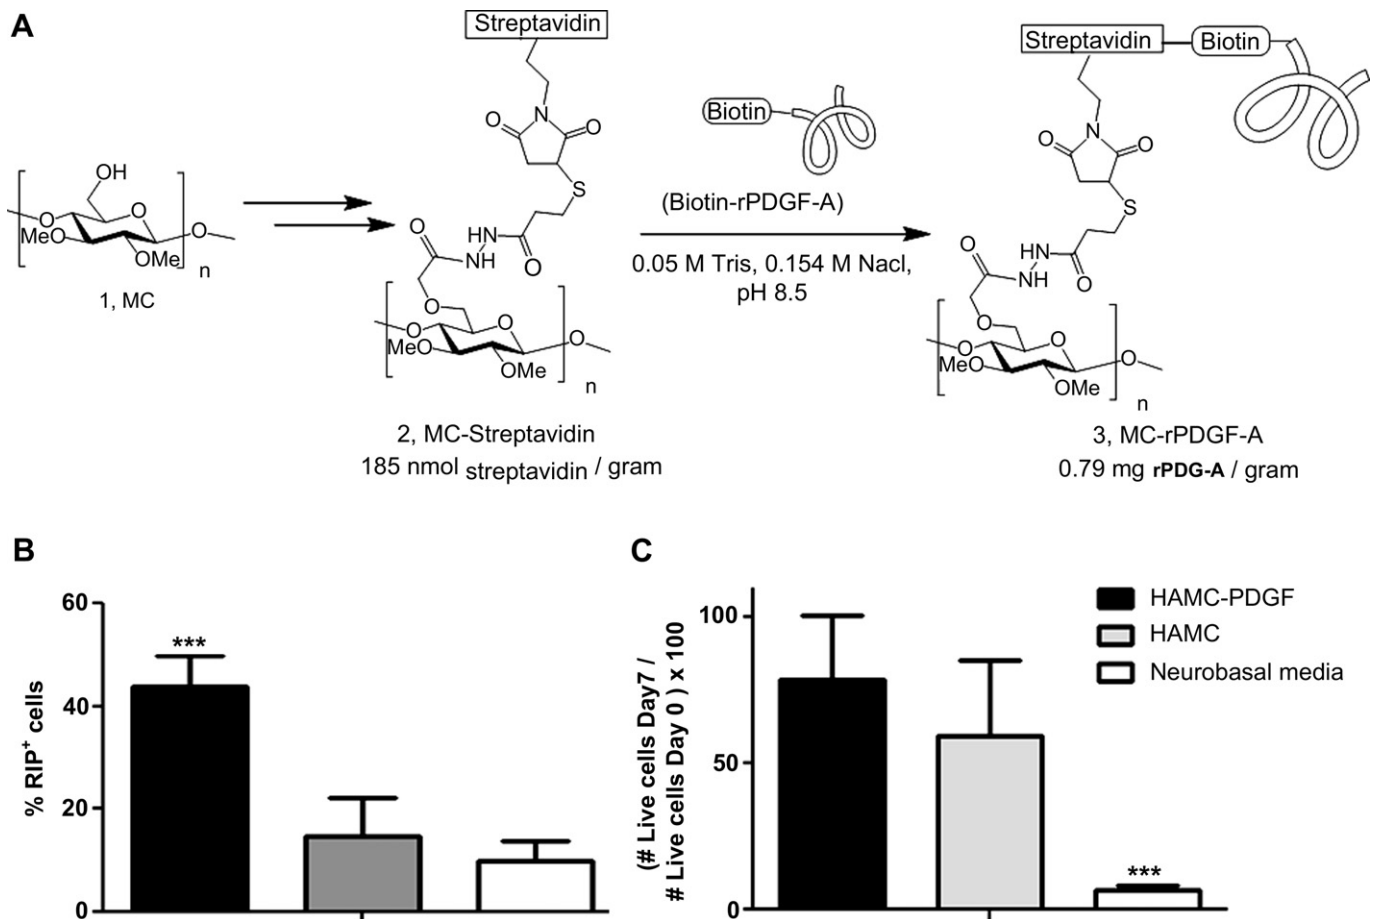 A
Streptavidin
N
O
O
S
O
NH
NH
O
O
O
O
MeO
OMe
O
n
OH
O
O
MeO
OMe
O
n
1, MC
2, MC-Streptavidin
185 nmol streptavidin / gram
Biotin
(Biotin-rPDGF-A)
0.05 M Tris, 0.154 M Nacl,
pH 8.5
Streptavidin
Biotin
N
O
O
S
O
NH
NH
O
O
O
O
MeO
OMe
O
n
3, MC-rPDGF-A
0.79 mg rPDG-A / gram
B
% RIP+ cells
60
40
20
0
***
C
(# Live cells Day7 /
# Live cells Day 0 ) x 100
100
50
0
***
HAMC-PDGF
HAMC
Neurobasal media